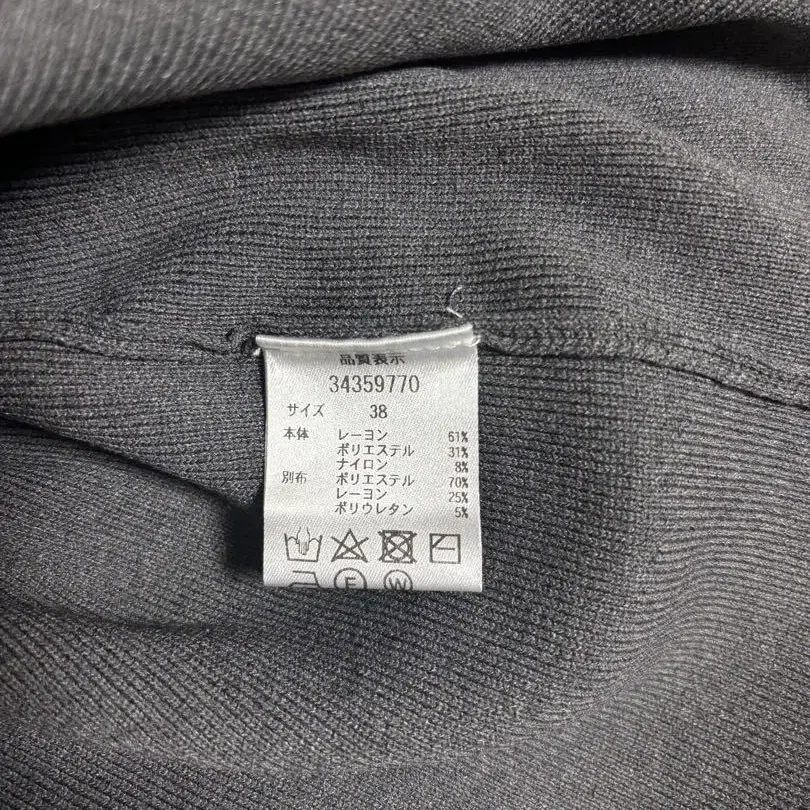 品質表示
34359770
サイズ 38
本体 レーヨン 61%
ポリエステル 31%
ナイロン 8%
別布 ポリエステル 70%
レーヨン 25%
ポリウレタン 5%
F W